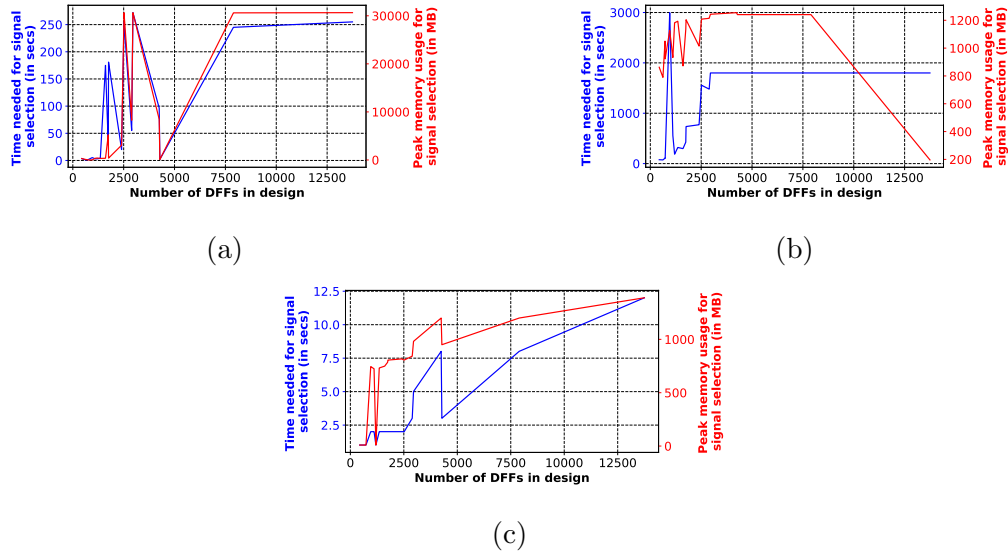 Time needed for signal
selection (in secs)
250
200
150
100
50
0
0
2500
5000
7500
10000
12500
Number of DFFs in design
30000
20000
10000
0
Peak memory usage for
signal selection (in MB)
(a)
Time needed for signal
selection (in secs)
3000
2000
1000
0
0
2500
5000
7500
10000
12500
Number of DFFs in design
1200
1000
800
600
400
200
Peak memory usage for
signal selection (in MB)
(b)
Time needed for signal
selection (in secs)
12.5
10.0
7.5
5.0
2.5
0
2500
5000
7500
10000
12500
Number of DFFs in design
1000
500
0
Peak memory usage for
signal selection (in MB)
(c)